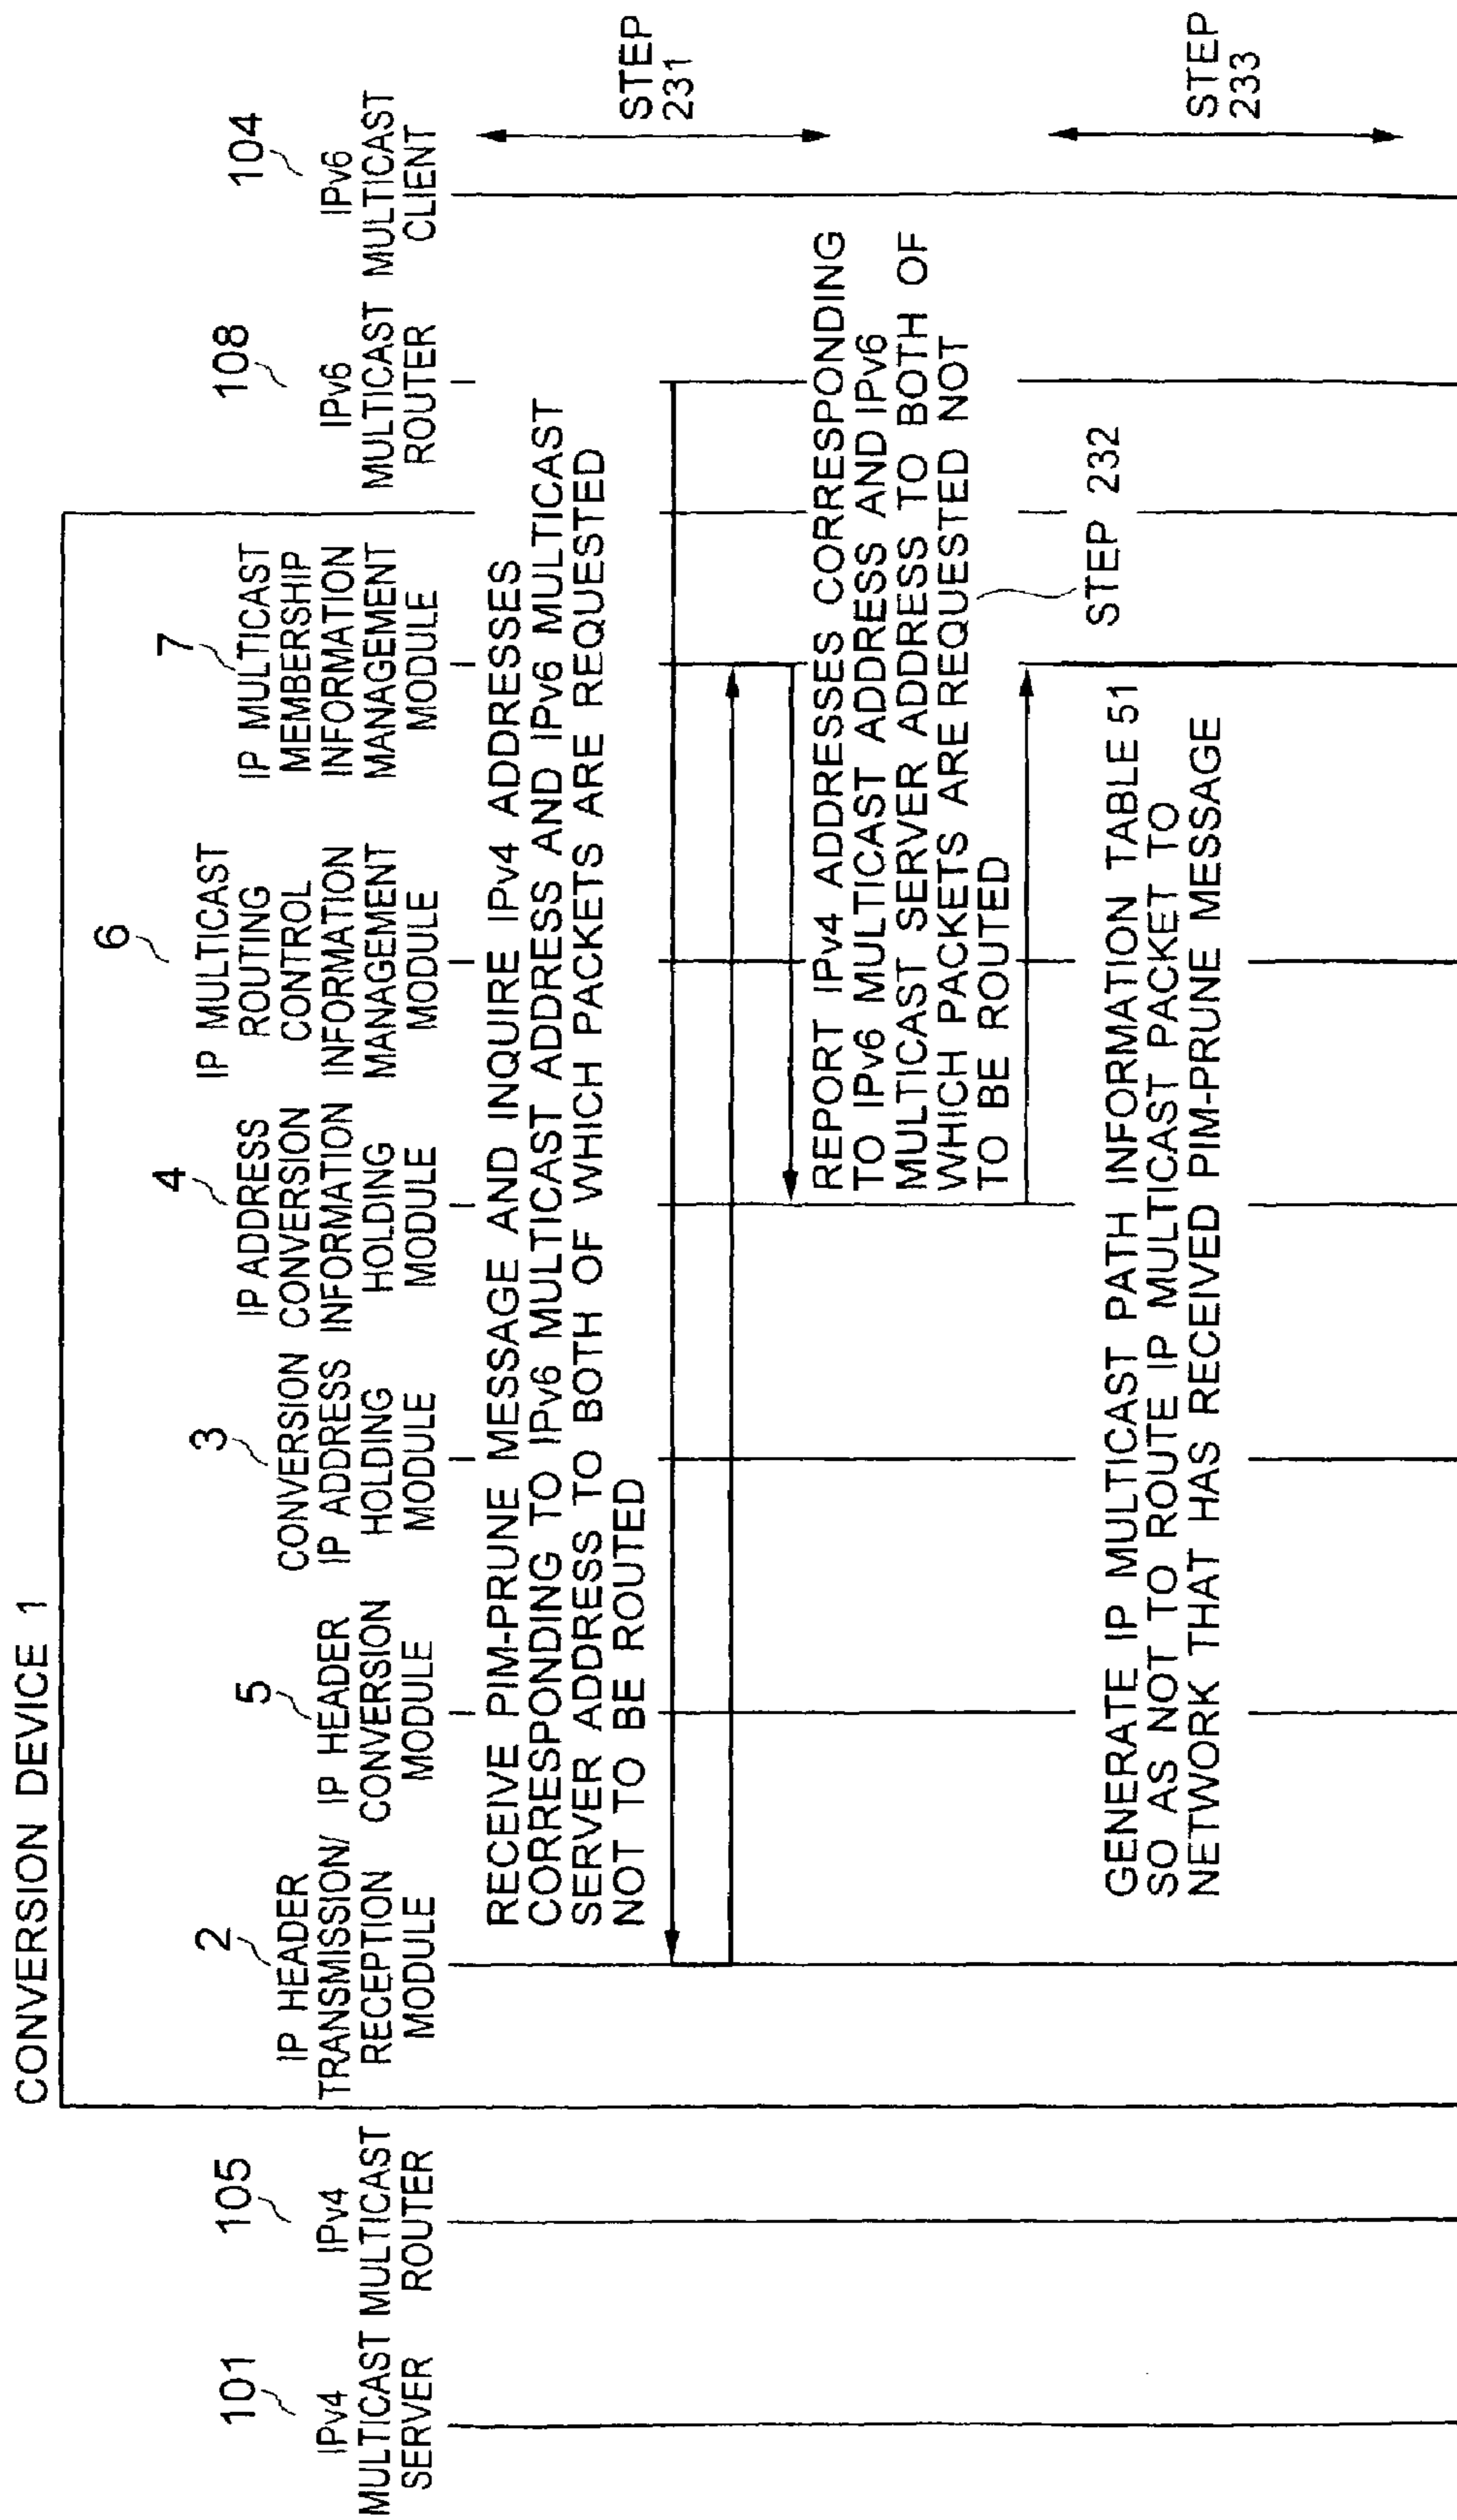 CONVERSION DEVICE 1
101
IPv4
MULTICAST
SERVER
105
IPv4
MULTICAST
ROUTER
2
IP HEADER
TRANSMISSION/
RECEPTION
MODULE
5
IP HEADER
CONVERSION
MODULE
3
CONVERSION
IP ADDRESS
HOLDING
MODULE
4
IP ADDRESS
CONVERSION
INFORMATION
HOLDING
MODULE
6
IP MULTICAST
ROUTING
CONTROL
INFORMATION
MANAGEMENT
MODULE
7
IP MULTICAST
MEMBERSHIP
INFORMATION
MANAGEMENT
MODULE
108
IPv6
MULTICAST
ROUTER
104
IPv6
MULTICAST
CLIENT
RECEIVE PIM-PRUNE MESSAGE AND INQUIRE IPv4 ADDRESSES
CORRESPONDING TO IPv6 MULTICAST ADDRESS AND IPv6 MULTICAST
SERVER ADDRESS TO BOTH OF WHICH PACKETS ARE REQUESTED
NOT TO BE ROUTED
STEP
231
REPORT IPv4 ADDRESSES CORRESPONDING
TO IPv6 MULTICAST ADDRESS AND IPv6
MULTICAST SERVER ADDRESS TO BOTH OF
WHICH PACKETS ARE REQUESTED NOT
TO BE ROUTED
STEP 232
GENERATE IP MULTICAST PATH INFORMATION TABLE 51
SO AS NOT TO ROUTE IP MULTICAST PACKET TO
NETWORK THAT HAS RECEIVED PIM-PRUNE MESSAGE
STEP
233